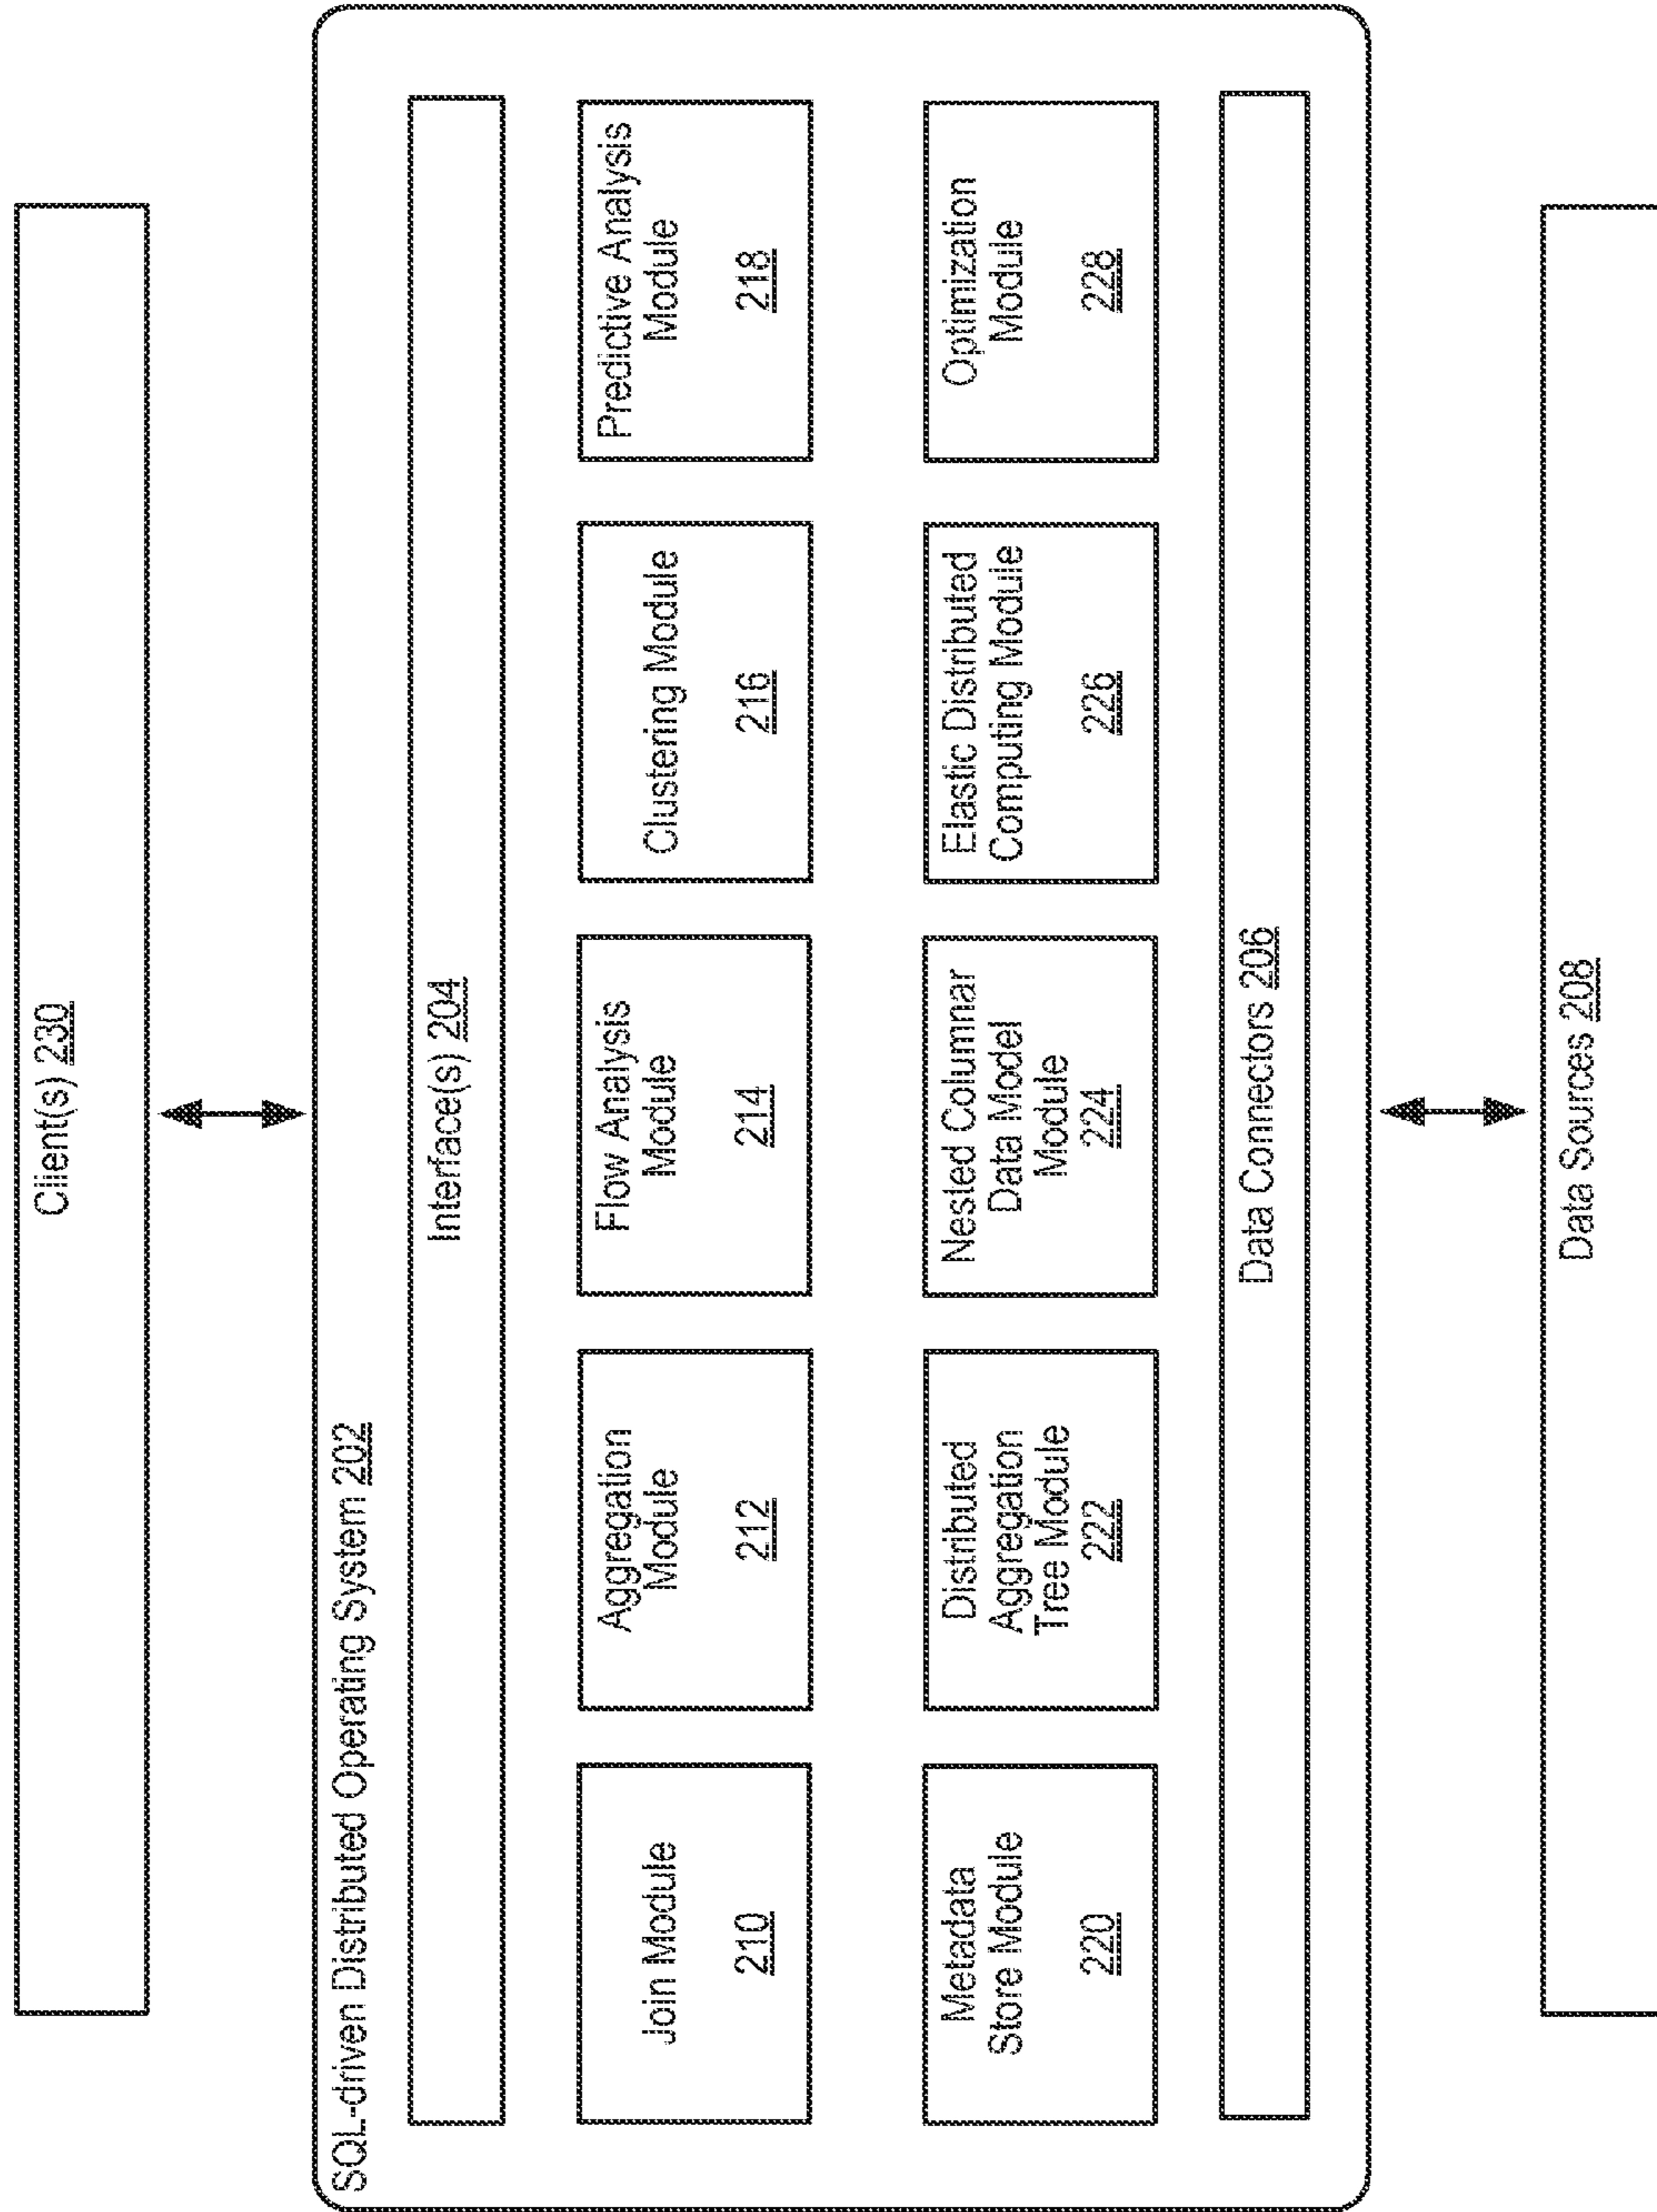 Client(s) 230
SQL-driven Distributed Operating System 202
Interface(s) 204
Join Module
210
Aggregation
Module
212
Flow Analysis
Module
214
Clustering Module
216
Predictive Analysis
Module
218
Metadata
Store Module
220
Distributed
Aggregation
Tree Module
222
Nested Columnar
Data Model
Module
224
Elastic Distributed
Computing Module
226
Optimization
Module
228
Data Connectors 206
Data Sources 208